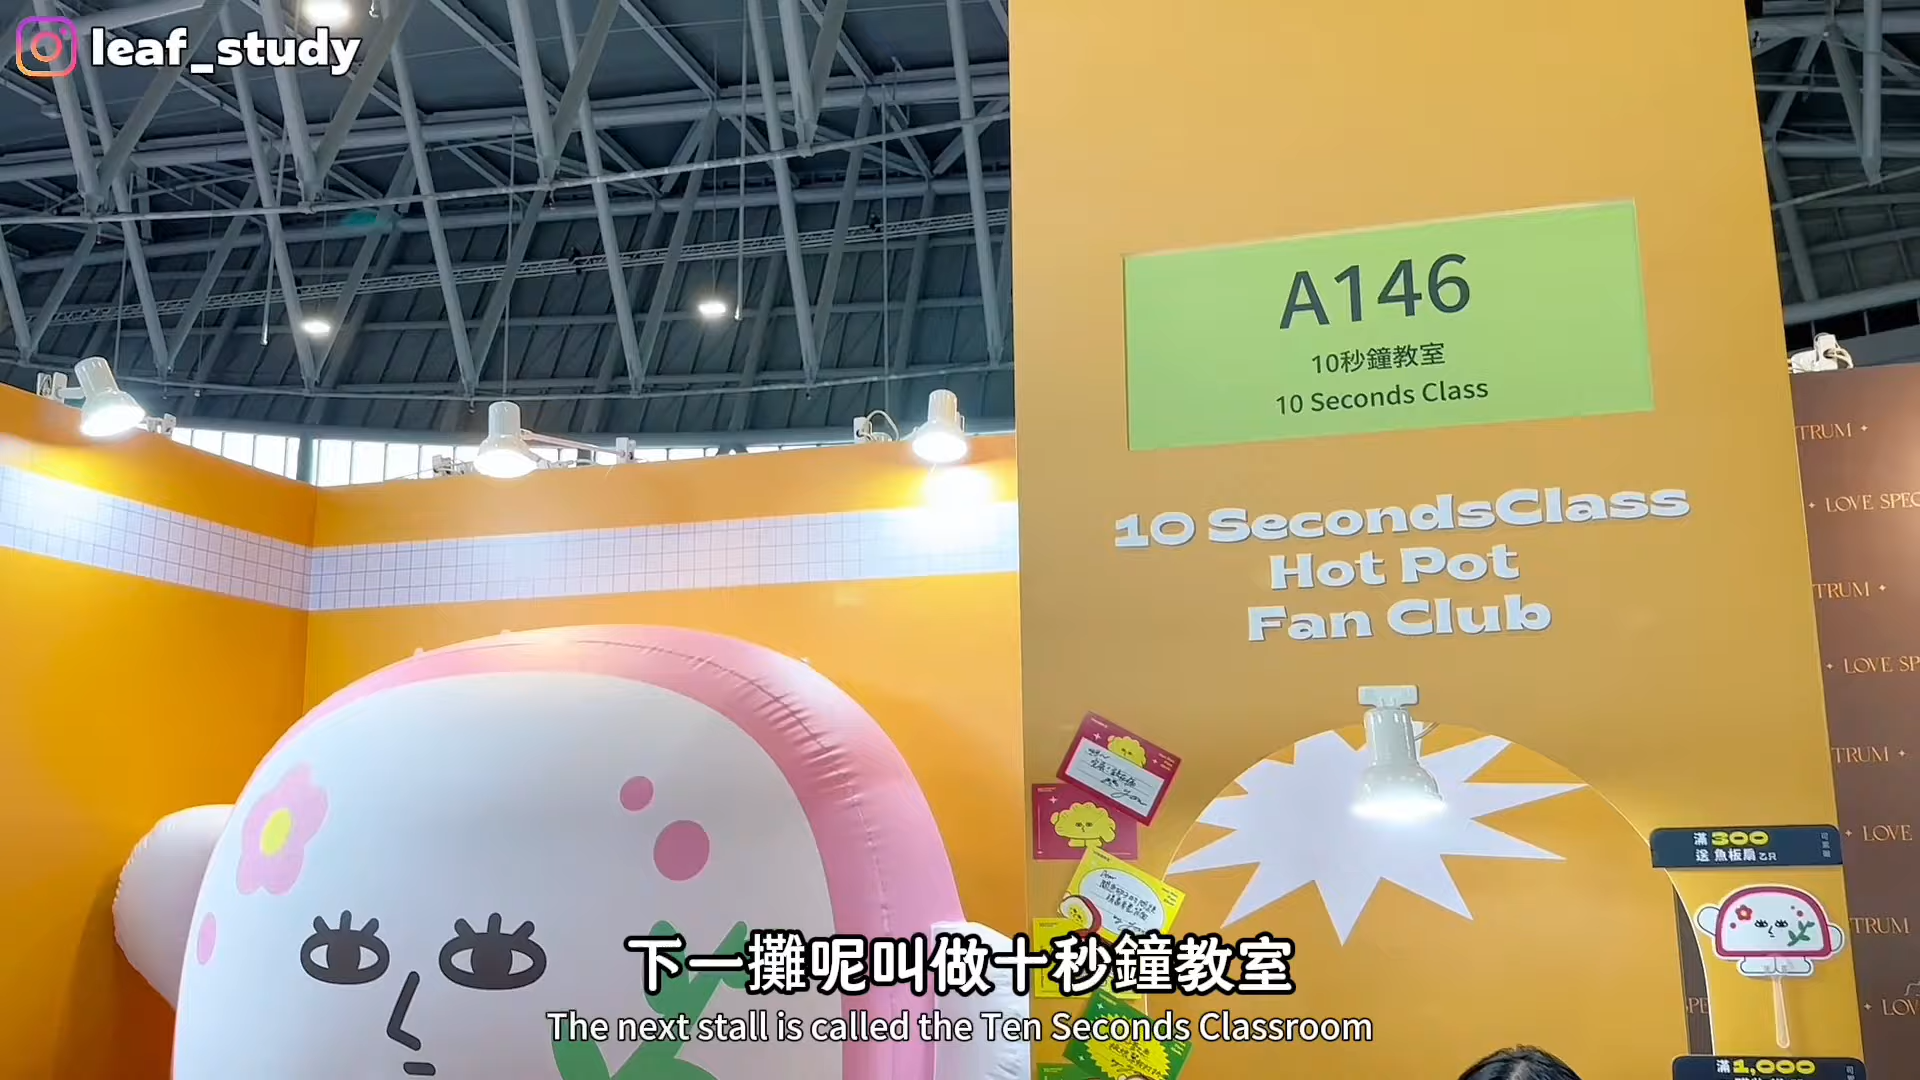 leaf_study
A146
10秒鐘教室
10 Seconds Class
10 SecondsClass
Hot Pot
Fan Club
TRUM
LOVE SPEC
TRUM
LOVE SP
TRUM
LOVE
TRUM
LOV
滿300
送 魚板扇乙只
滿1,000
下一攤呢叫做十秒鐘教室
The next stall is called the Ten Seconds Classroom